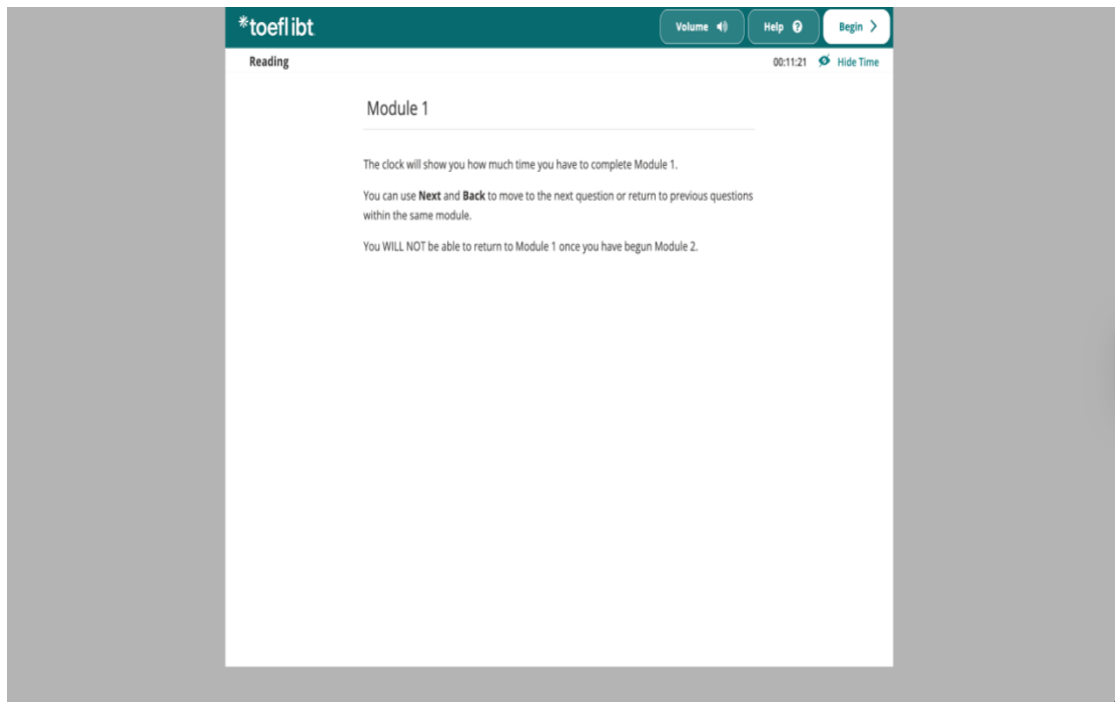 *toefl ibt
Volume
Help ?
Begin >
Reading
00:11:21
Hide Time
Module 1
The clock will show you how much time you have to complete Module 1.
You can use Next and Back to move to the next question or return to previous questions
within the same module.
You WILL NOT be able to return to Module 1 once you have begun Module 2.